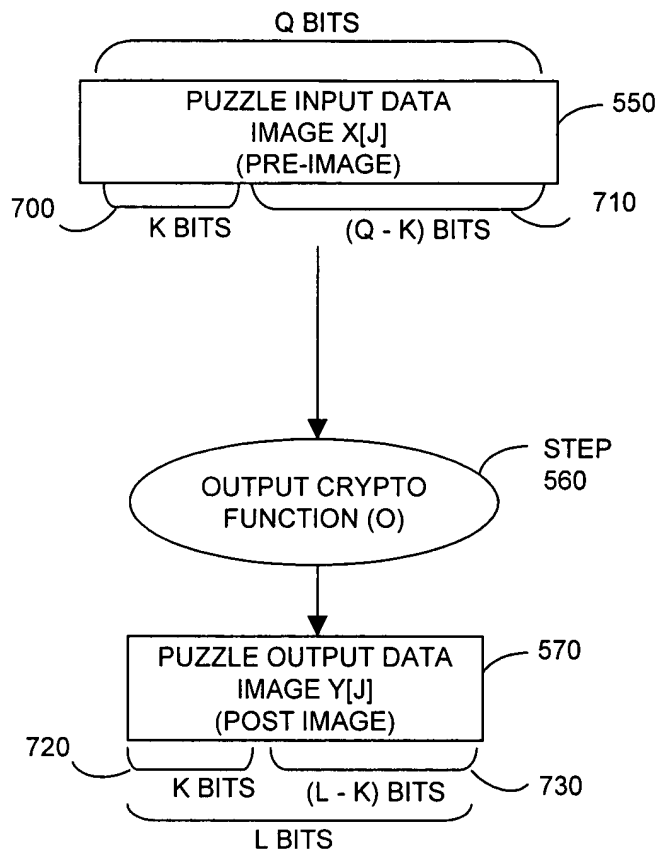 Q BITS
PUZZLE INPUT DATA
IMAGE X[J]
(PRE-IMAGE)
550
700
K BITS
(Q - K) BITS
710
OUTPUT CRYPTO
FUNCTION (O)
STEP
560
PUZZLE OUTPUT DATA
IMAGE Y[J]
(POST IMAGE)
570
720
K BITS
(L - K) BITS
730
L BITS